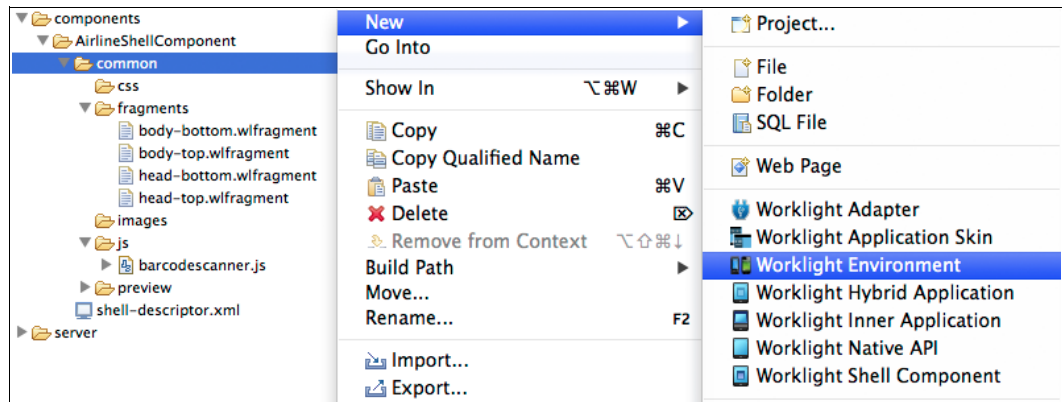 components
AirlineShellComponent
common
css
fragments
body-bottom.wlfragment
body-top.wlfragment
head-bottom.wlfragment
head-top.wlfragment
images
js
barcodescanner.js
preview
shell-descriptor.xml
server
New
Go Into
Show In ⌥⌘W
Copy ⌘C
Copy Qualified Name
Paste ⌘V
Delete ⌦
Remove from Context ⌥⇧⌘↓
Build Path
Move...
Rename... F2
Import...
Export...
Project...
File
Folder
SQL File
Web Page
Worklight Adapter
Worklight Application Skin
Worklight Environment
Worklight Hybrid Application
Worklight Inner Application
Worklight Native API
Worklight Shell Component